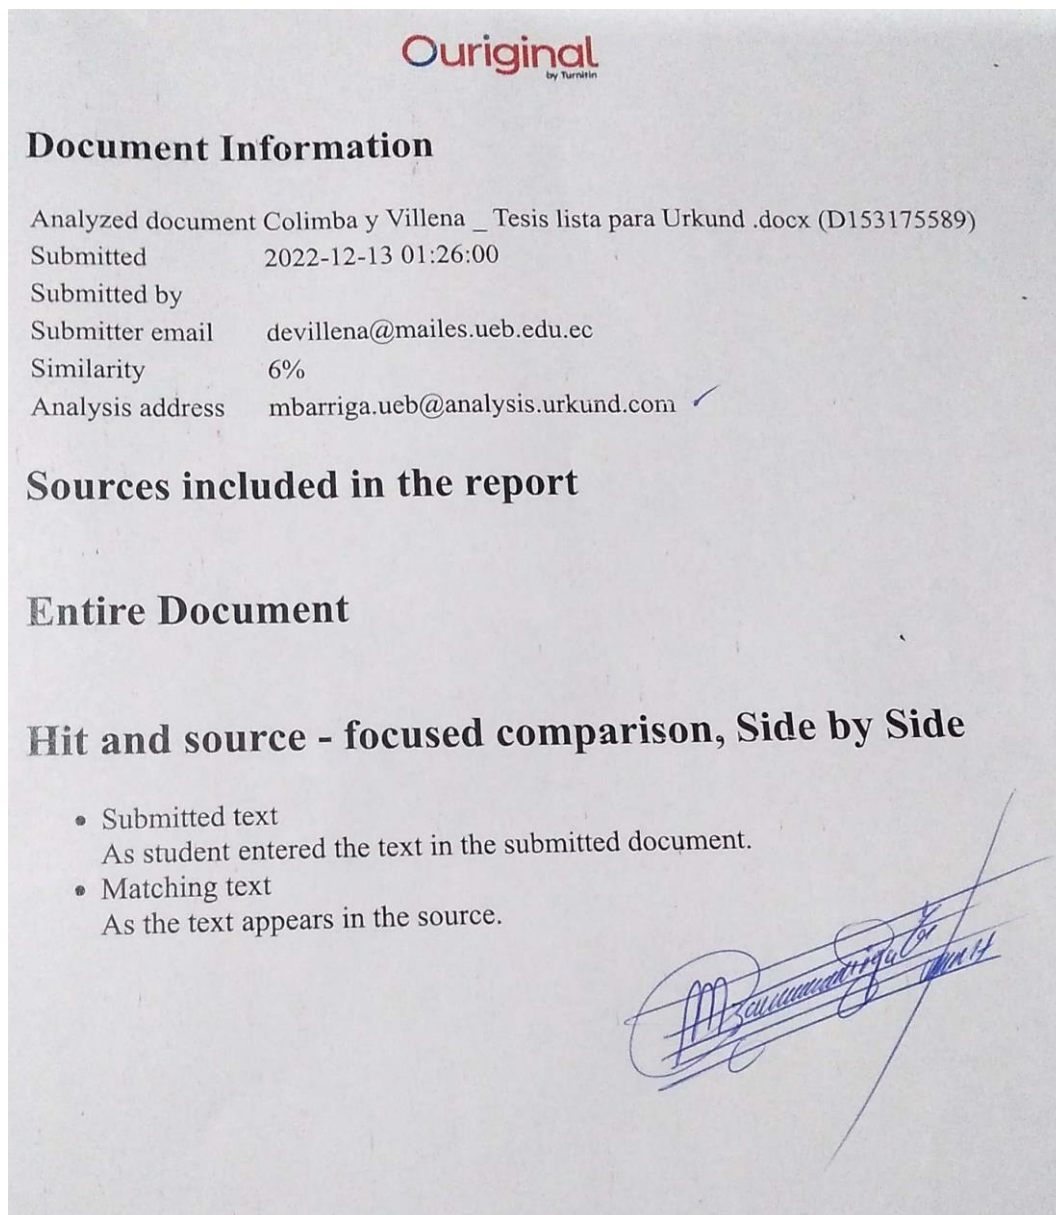 Ouriginal
by Turnitin
Document Information
Analyzed document Colimba y Villena _ Tesis lista para Urkund .docx (D153175589)
Submitted 2022-12-13 01:26:00
Submitted by
Submitter email devillena@mailes.ueb.edu.ec
Similarity 6%
Analysis address mbarriga.ueb@analysis.urkund.com
Sources included in the report
Entire Document
Hit and source - focused comparison, Side by Side
• Submitted text
As student entered the text in the submitted document.
• Matching text
As the text appears in the source.